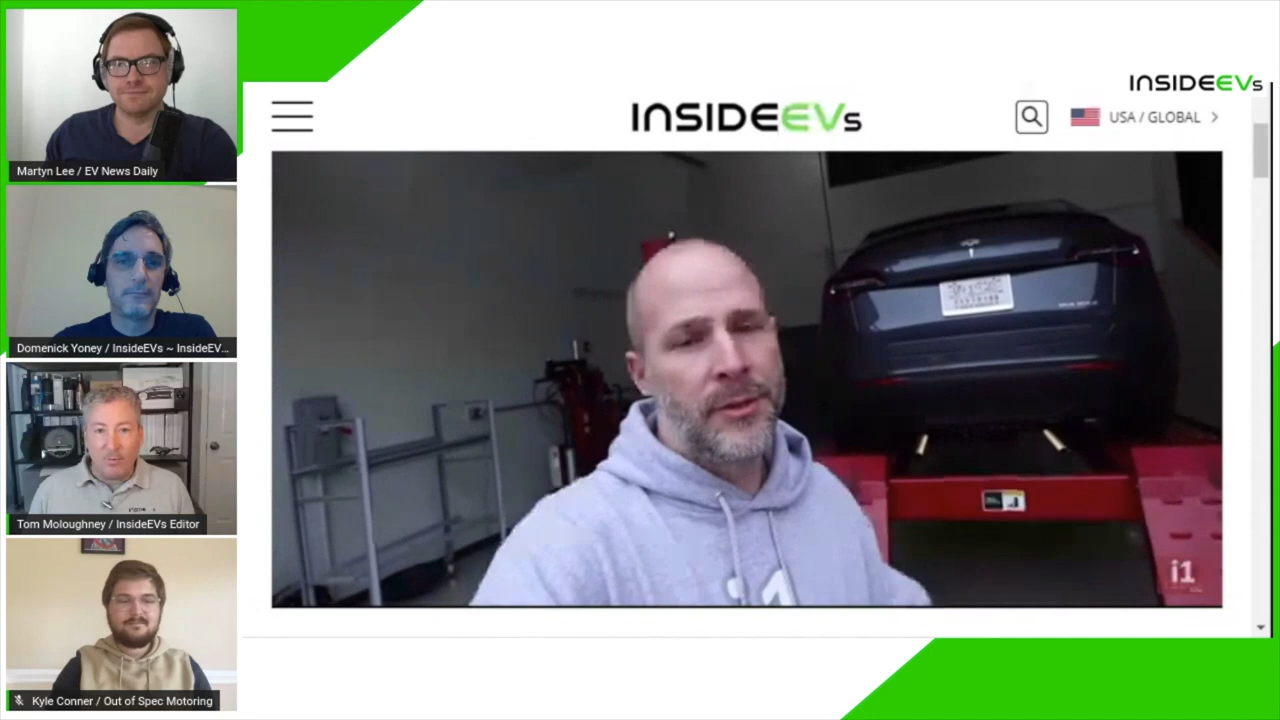 Martyn Lee / EV News Daily
Domenick Yoney / InsideEVs ~ InsideEV...
Tom Moloughney / InsideEVs Editor
Kyle Conner / Out of Spec Motoring
INSIDEEVs
INSIDEEVs
USA / GLOBAL
i1
i1